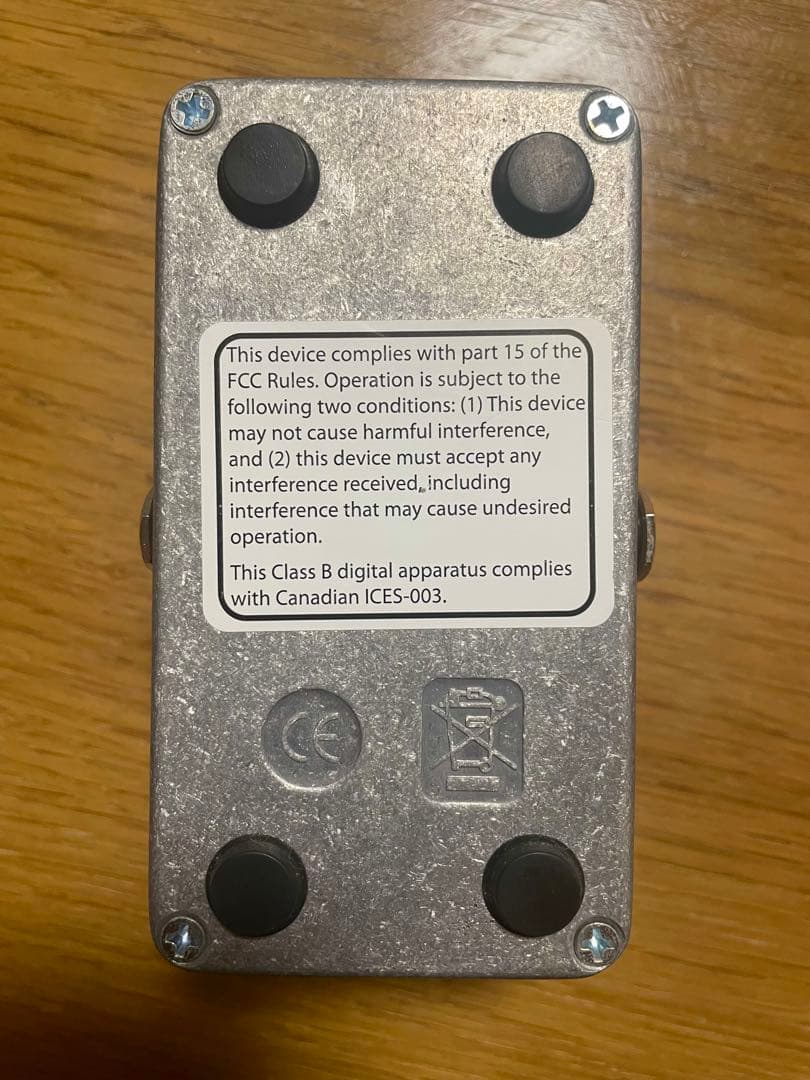 This device complies with part 15 of the
FCC Rules. Operation is subject to the
following two conditions: (1) This device
may not cause harmful interference,
and (2) this device must accept any
interference received, including
interference that may cause undesired
operation.
This Class B digital apparatus complies
with Canadian ICES-003.
CE